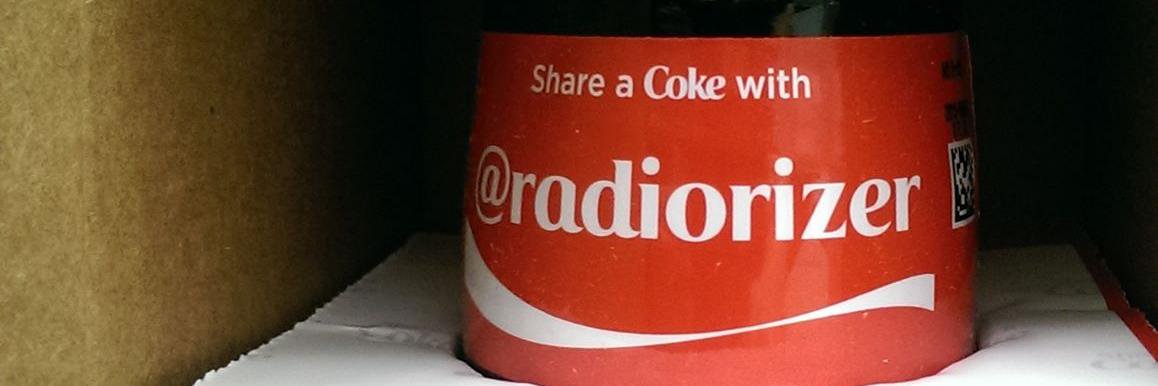 Share a Coke with
@radiorizer